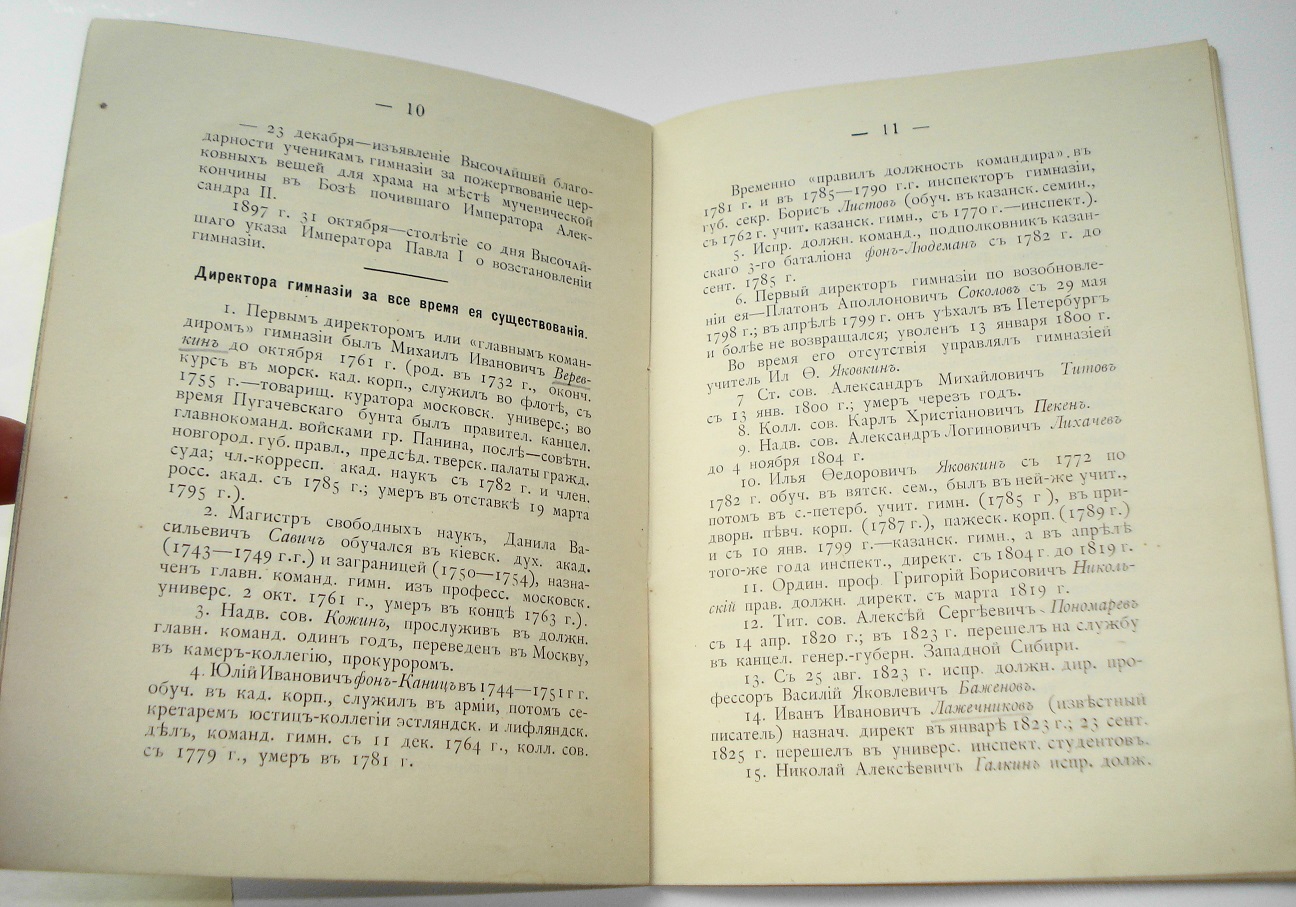 — 10
— 23 декабря—изъявленіе Высочайшей благо-
дарности ученикамъ гимназіи за пожертвованіе цер-
ковныхъ вещей для храма на мѣстѣ мученической
кончины въ Бозѣ почившаго Императора Алек-
сандра II.
1897 г. 31 октября—столѣтіе со дня Высочай-
шаго указа Императора Павла I о возстановленіи
гимназіи.
Директора гимназіи за все время ея существованія.
1. Первымъ директоромъ или «главнымъ коман-
диромъ» гимназіи былъ Михаилъ Ивановичъ Верев-
кинъ до октября 1761 г. (род. въ 1732 г., оконч.
курсъ въ морск. кад. корп., служилъ во флотѣ, съ
1755 г.—товарищ. куратора московск. универс.; во
время Пугачевскаго бунта былъ правител. канцел.
главнокоманд. войсками гр. Панина, послѣ—совѣтн.
новгород. губ. правл., предсѣд. тверск. палаты гражд.
суда; чл.-корресп. акад. наукъ съ 1782 г. и член.
росс. акад. съ 1785 г.; умеръ въ отставкѣ 19 марта
1795 г.).
2. Магистръ свободныхъ наукъ, Данила Ва-
сильевичъ Савичъ обучался въ кіевск. дух. акад.
(1743—1749 г.г.) и заграницей (1750—1754), назна-
ченъ главн. команд. гимн. изъ професс. московск.
универс. 2 окт. 1761 г., умеръ въ концѣ 1763 г.).
3. Надв. сов. Кожинъ, прослуживъ въ должн.
главн. команд. одинъ годъ, переведенъ въ Москву,
въ камеръ-коллегію, прокуроромъ.
4. Юлій Ивановичъ фонъ-Каницъ въ 1744—1751 г г.
обуч. въ кад. корп., служилъ въ арміи, потомъ се-
кретаремъ юстицъ-коллегіи эстляндск. и лифляндск.
дѣлъ, команд. гимн. съ 11 дек. 1764 г., колл. сов.
съ 1779 г., умеръ въ 1781 г.
— 11 —
Временно «правилъ должность командира», въ
1781 г. и въ 1785—1790 г.г. инспекторъ гимназіи,
губ. секр. Борисъ Листовъ (обуч. въ казанск. семин.,
съ 1762 г. учит. казанск. гимн., съ 1770 г.—инспект.).
5. Испр. должн. команд., подполковникъ казан-
скаго 3-го баталіона фонъ-Людеманъ съ 1782 г. до
сент. 1785 г.
6. Первый директоръ гимназіи по возобновле-
ніи ея—Платонъ Аполлоновичъ Соколовъ съ 29 мая
1798 г.; въ апрѣлѣ 1799 г. онъ уѣхалъ въ Петербургъ
и болѣе не возвращался; уволенъ 13 января 1800 г.
Во время его отсутствія управлялъ гимназіей
учитель Ил Ѳ. Яковкинъ.
7 Ст. сов. Александръ Михайловичъ Титовъ
съ 13 янв. 1800 г.; умеръ черезъ годъ.
8. Колл. сов. Карлъ Христіановичъ Пекенъ.
9. Надв. сов. Александръ Логиновичъ Лихачевъ
до 4 ноября 1804 г.
10. Илья Ѳедоровичъ Яковкинъ съ 1772 по
1782 г. обуч. въ вятск. сем., былъ въ ней-же учит.,
потомъ въ с.-петерб. учит. гимн. (1785 г ), въ при-
дворн. пѣвч. корп. (1787 г.), пажеск. корп. (1789 г.)
и съ 10 янв. 1799 г.—казанск. гимн., а въ апрѣлѣ
того-же года инспект., директ. съ 1804 г. до 1819 г.
11. Ордин. проф. Григорій Борисовичъ Николь-
скій прав. должн. директ. съ марта 1819 г.
12. Тит. сов. Алексѣй Сергѣевичъ Пономаревъ
съ 14 апр. 1820 г.; въ 1823 г. перешелъ на службу
въ канцел. генер.-губерн. Западной Сибири.
13. Съ 25 авг. 1823 г. испр. должн. дир. про-
фессоръ Василій Яковлевичъ Баженовъ.
14. Иванъ Ивановичъ Лажечниковъ (извѣстный
писатель) назнач. директ въ январѣ 1823 г.; 23 сент.
1825 г. перешелъ въ универс. инспект. студентовъ.
15. Николай Алексѣевичъ Галкинъ испр. долж.